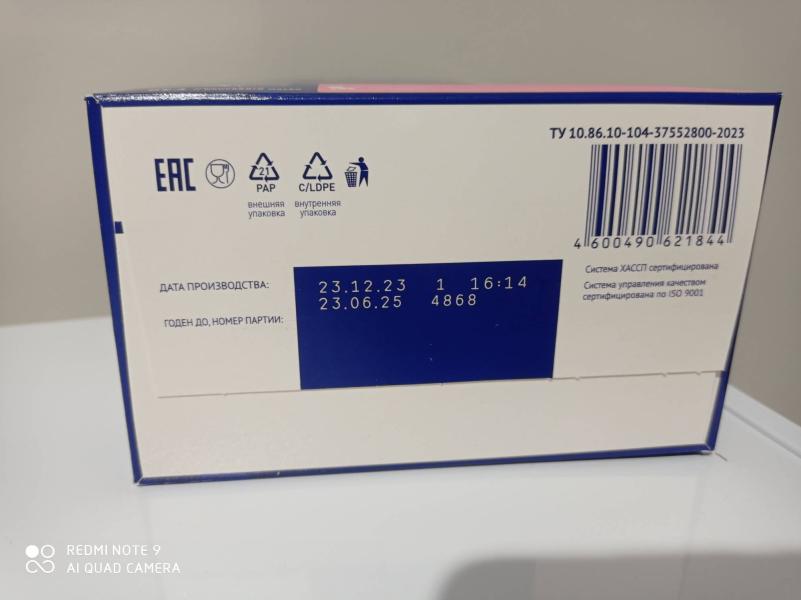 ТУ 10.86.10-104-37552800-2023
ЕАС
21
PAP
C/LDPE
внешняя
упаковка
внутренняя
упаковка
4 600490 621844
Система ХАССП сертифицирована
Система управления качеством
сертифицирована по ISO 9001
ДАТА ПРОИЗВОДСТВА:
23.12.23 1 16:14
23.06.25 4868
ГОДЕН ДО, НОМЕР ПАРТИИ:
REDMI NOTE 9
AI QUAD CAMERA